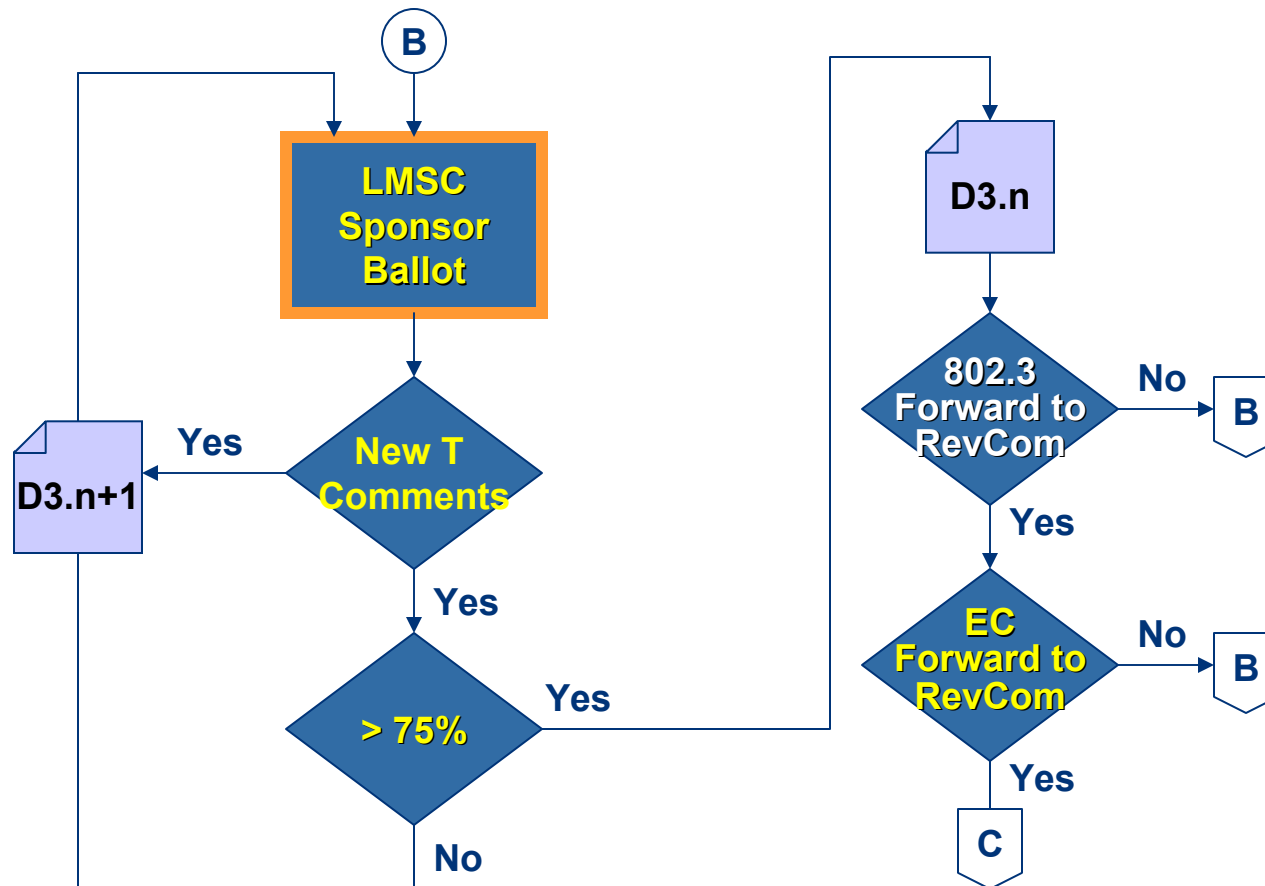 B
LMSC
Sponsor
Ballot
New T
Comments
Yes
D3.n+1
Yes
> 75%
Yes
No
D3.n
802.3
Forward to
RevCom
No
B
Yes
EC
Forward to
RevCom
No
B
Yes
C